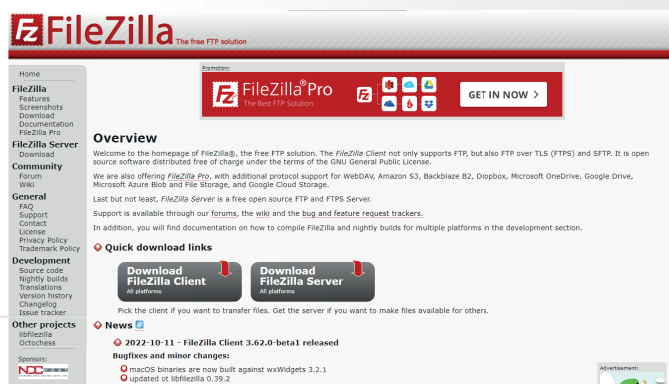 FileZilla The free FTP solution
Home
FileZilla
Features
Screenshots
Download
Documentation
FileZilla Pro
FileZilla Server
Download
Community
Forum
Wiki
General
FAQ
Support
Contact
License
Privacy Policy
Trademark Policy
Development
Source code
Nightly builds
Translations
Version history
Changelog
Issue tracker
Other projects
libfilezilla
Octochess
Sponsors:
NDC
Promotion:
FileZilla® Pro
The Best FTP Solution
GET IN NOW >
Overview
Welcome to the homepage of FileZilla®, the free FTP solution. The FileZilla Client not only supports FTP, but also FTP over TLS (FTPS) and SFTP. It is open
source software distributed free of charge under the terms of the GNU General Public License.
We are also offering FileZilla Pro, with additional protocol support for WebDAV, Amazon S3, Backblaze B2, Dropbox, Microsoft OneDrive, Google Drive,
Microsoft Azure Blob and File Storage, and Google Cloud Storage.
Last but not least, FileZilla Server is a free open source FTP and FTPS Server.
Support is available through our forums, the wiki and the bug and feature request trackers.
In addition, you will find documentation on how to compile FileZilla and nightly builds for multiple platforms in the development section.
Quick download links
Download
FileZilla Client
All platforms
Download
FileZilla Server
All platforms
Pick the client if you want to transfer files. Get the server if you want to make files available for others.
News
2022-10-11 - FileZilla Client 3.62.0-beta1 released
Bugfixes and minor changes:
macOS binaries are now built against wxWidgets 3.2.1
updated ot libfilezilla 0.39.2
Advertisement: